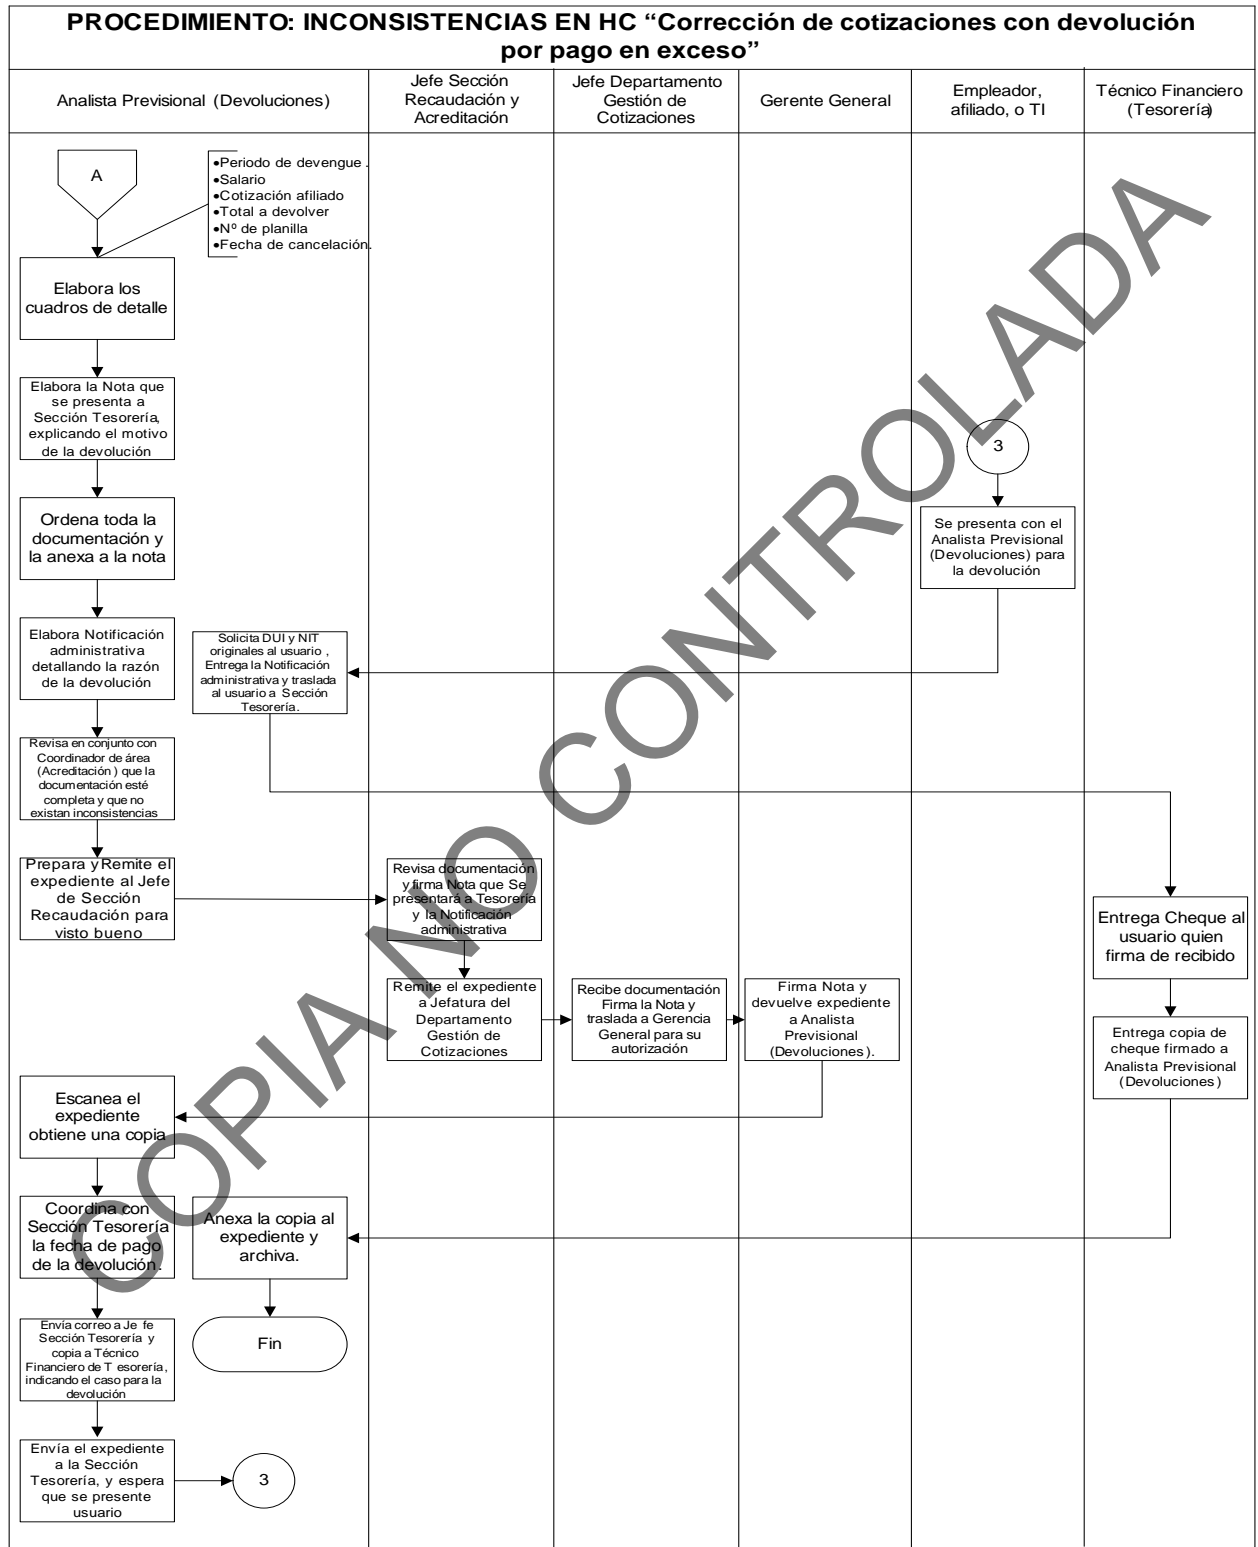 PROCEDIMIENTO: INCONSISTENCIAS EN HC “Corrección de cotizaciones con devolución
por pago en exceso”
Analista Previsional (Devoluciones)
Jefe Sección
Recaudación y
Acreditación
Jefe Departamento
Gestión de
Cotizaciones
Gerente General
Empleador,
afiliado, o TI
Técnico Financiero
(Tesorería)
A
•Periodo de devengue .
•Salario
•Cotización afiliado
•Total a devolver
•Nº de planilla
•Fecha de cancelación.
Elabora los
cuadros de detalle
Elabora la Nota que
se presenta a
Sección Tesorería,
explicando el motivo
de la devolución
3
Ordena toda la
documentación y
la anexa a la nota
Se presenta con el
Analista Previsional
(Devoluciones) para
la devolución
Elabora Notificación
administrativa
detallando la razón
de la devolución
Solicita DUI y NIT
originales al usuario ,
Entrega la Notificación
administrativa y traslada
al usuario a Sección
Tesorería.
Revisa en conjunto con
Coordinador de área
(Acreditación ) que la
documentación esté
completa y que no
existan inconsistencias
Prepara y Remite el
expediente al Jefe
de Sección
Recaudación para
visto bueno
Revisa documentación
y firma Nota que Se
presentará a Tesorería
y la Notificación
administrativa
Entrega Cheque al
usuario quien
firma de recibido
Remite el expediente
a Jefatura del
Departamento
Gestión de
Cotizaciones
Recibe documentación
Firma la Nota y
traslada a Gerencia
General para su
autorización
Firma Nota y
devuelve expediente
a Analista
Previsional
(Devoluciones).
Entrega copia de
cheque firmado a
Analista Previsional
(Devoluciones)
Escanea el
expediente
obtiene una copia
Coordina con
Sección Tesorería
la fecha de pago
de la devolución.
Anexa la copia al
expediente y
archiva.
Envía correo a Je fe
Sección Tesorería y
copia a Técnico
Financiero de T esorería,
indicando el caso para la
devolución
Fin
Envía el expediente
a la Sección
Tesorería, y espera
que se presente
usuario
3
COPIA NO CONTROLADA